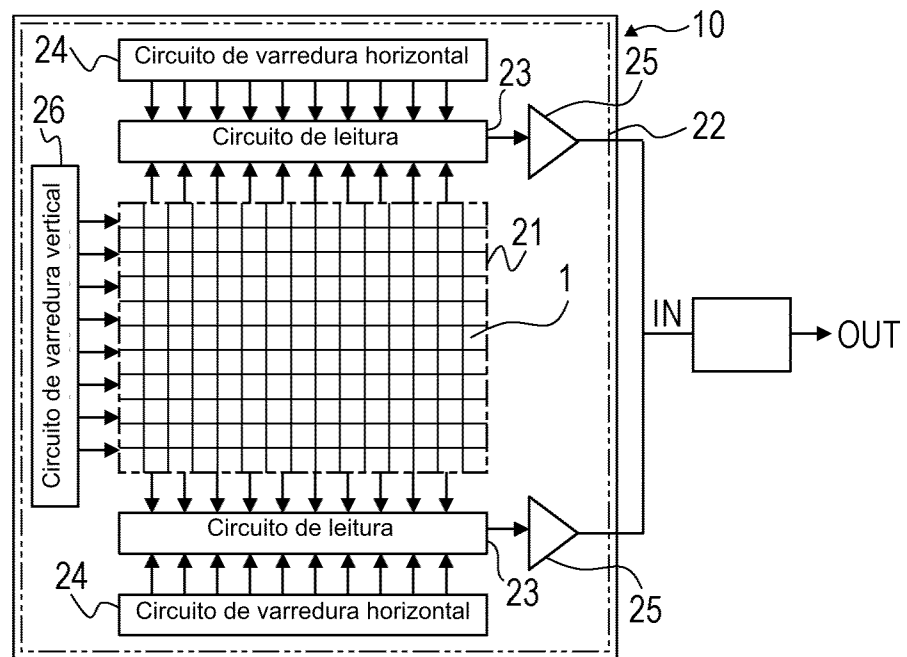 10
24
Circuito de varredura horizontal
23
25
26
Circuito de leitura
22
Circuito de varredura vertical
21
1
IN
OUT
Circuito de leitura
23
25
24
Circuito de varredura horizontal